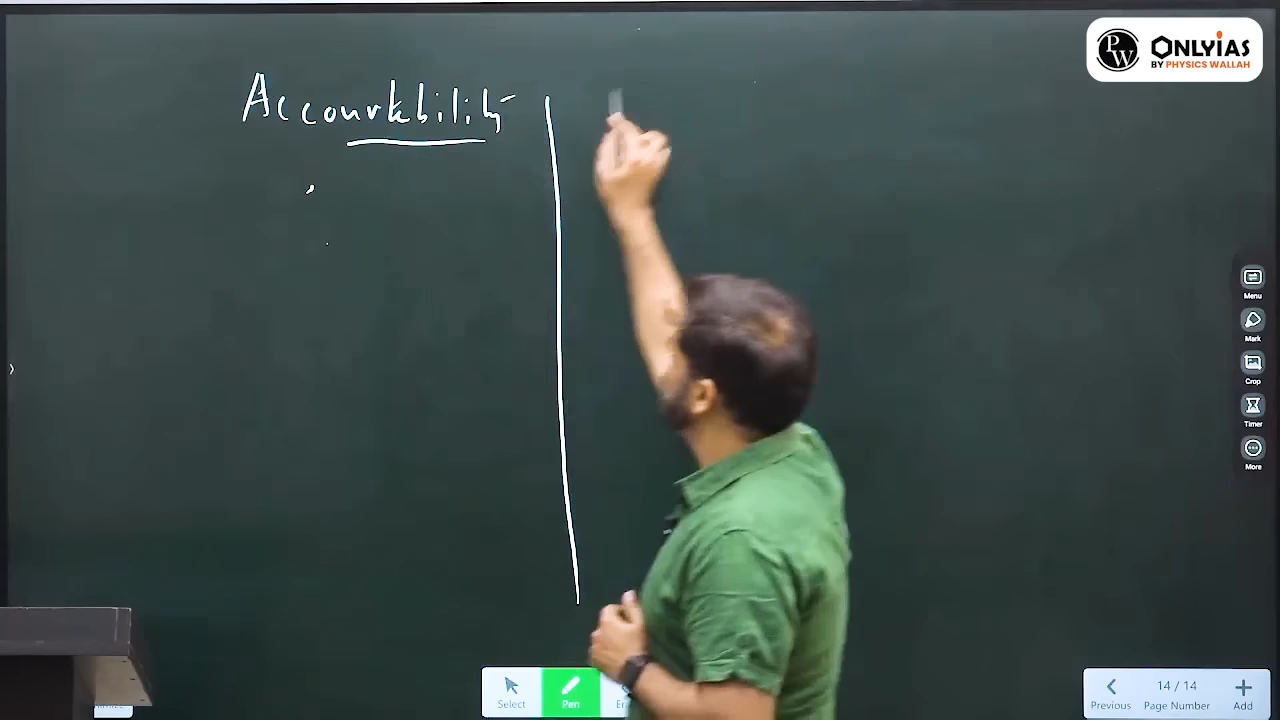 Accountability
PW
ONLYIAS
BY PHYSICS WALLAH
Menu
Mark
Crop
Timer
More
Select
Pen
Previous
14 / 14
Page Number
Add